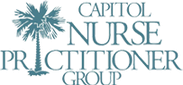 CAPITOL
NURSE
PRACTITIONER
GROUP